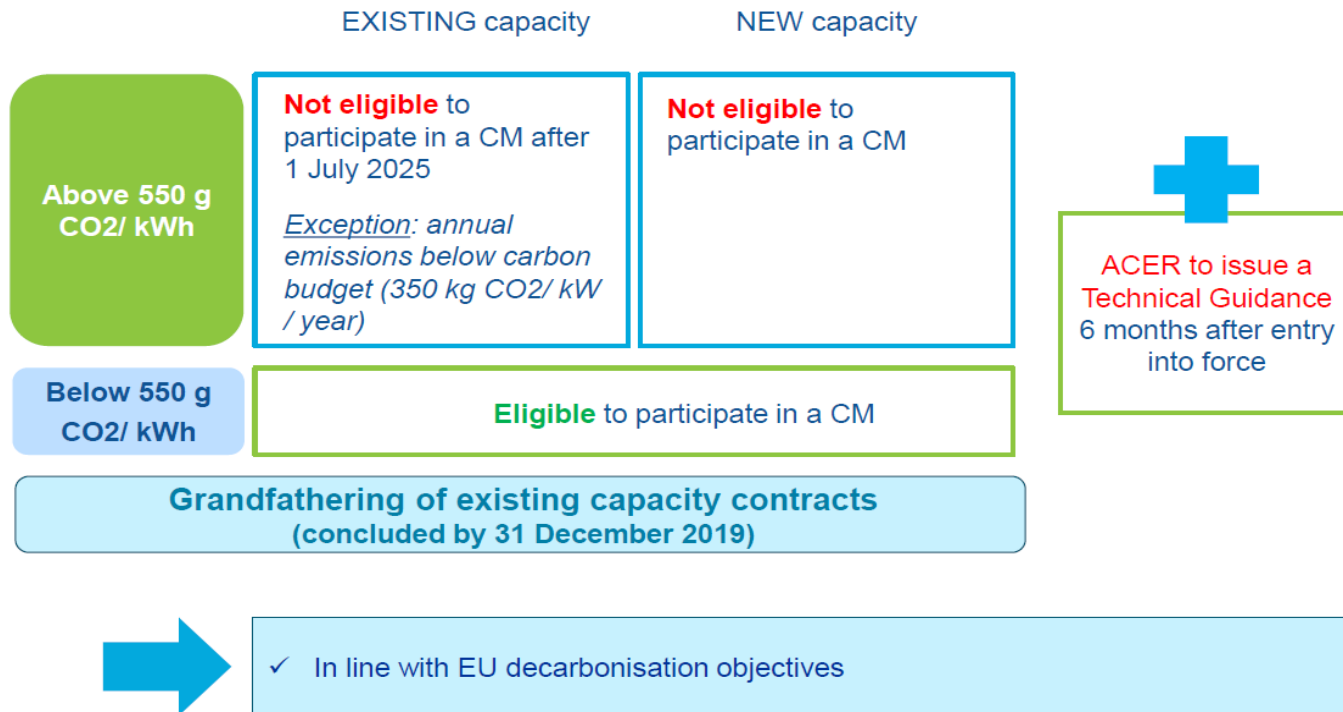 EXISTING capacity
NEW capacity
Above 550 g
CO2/ kWh
Not eligible to
participate in a CM after
1 July 2025
Exception: annual
emissions below carbon
budget (350 kg CO2/ kW
/ year)
Not eligible to
participate in a CM
ACER to issue a
Technical Guidance
6 months after entry
into force
Below 550 g
CO2/ kWh
Eligible to participate in a CM
Grandfathering of existing capacity contracts
(concluded by 31 December 2019)
✓ In line with EU decarbonisation objectives